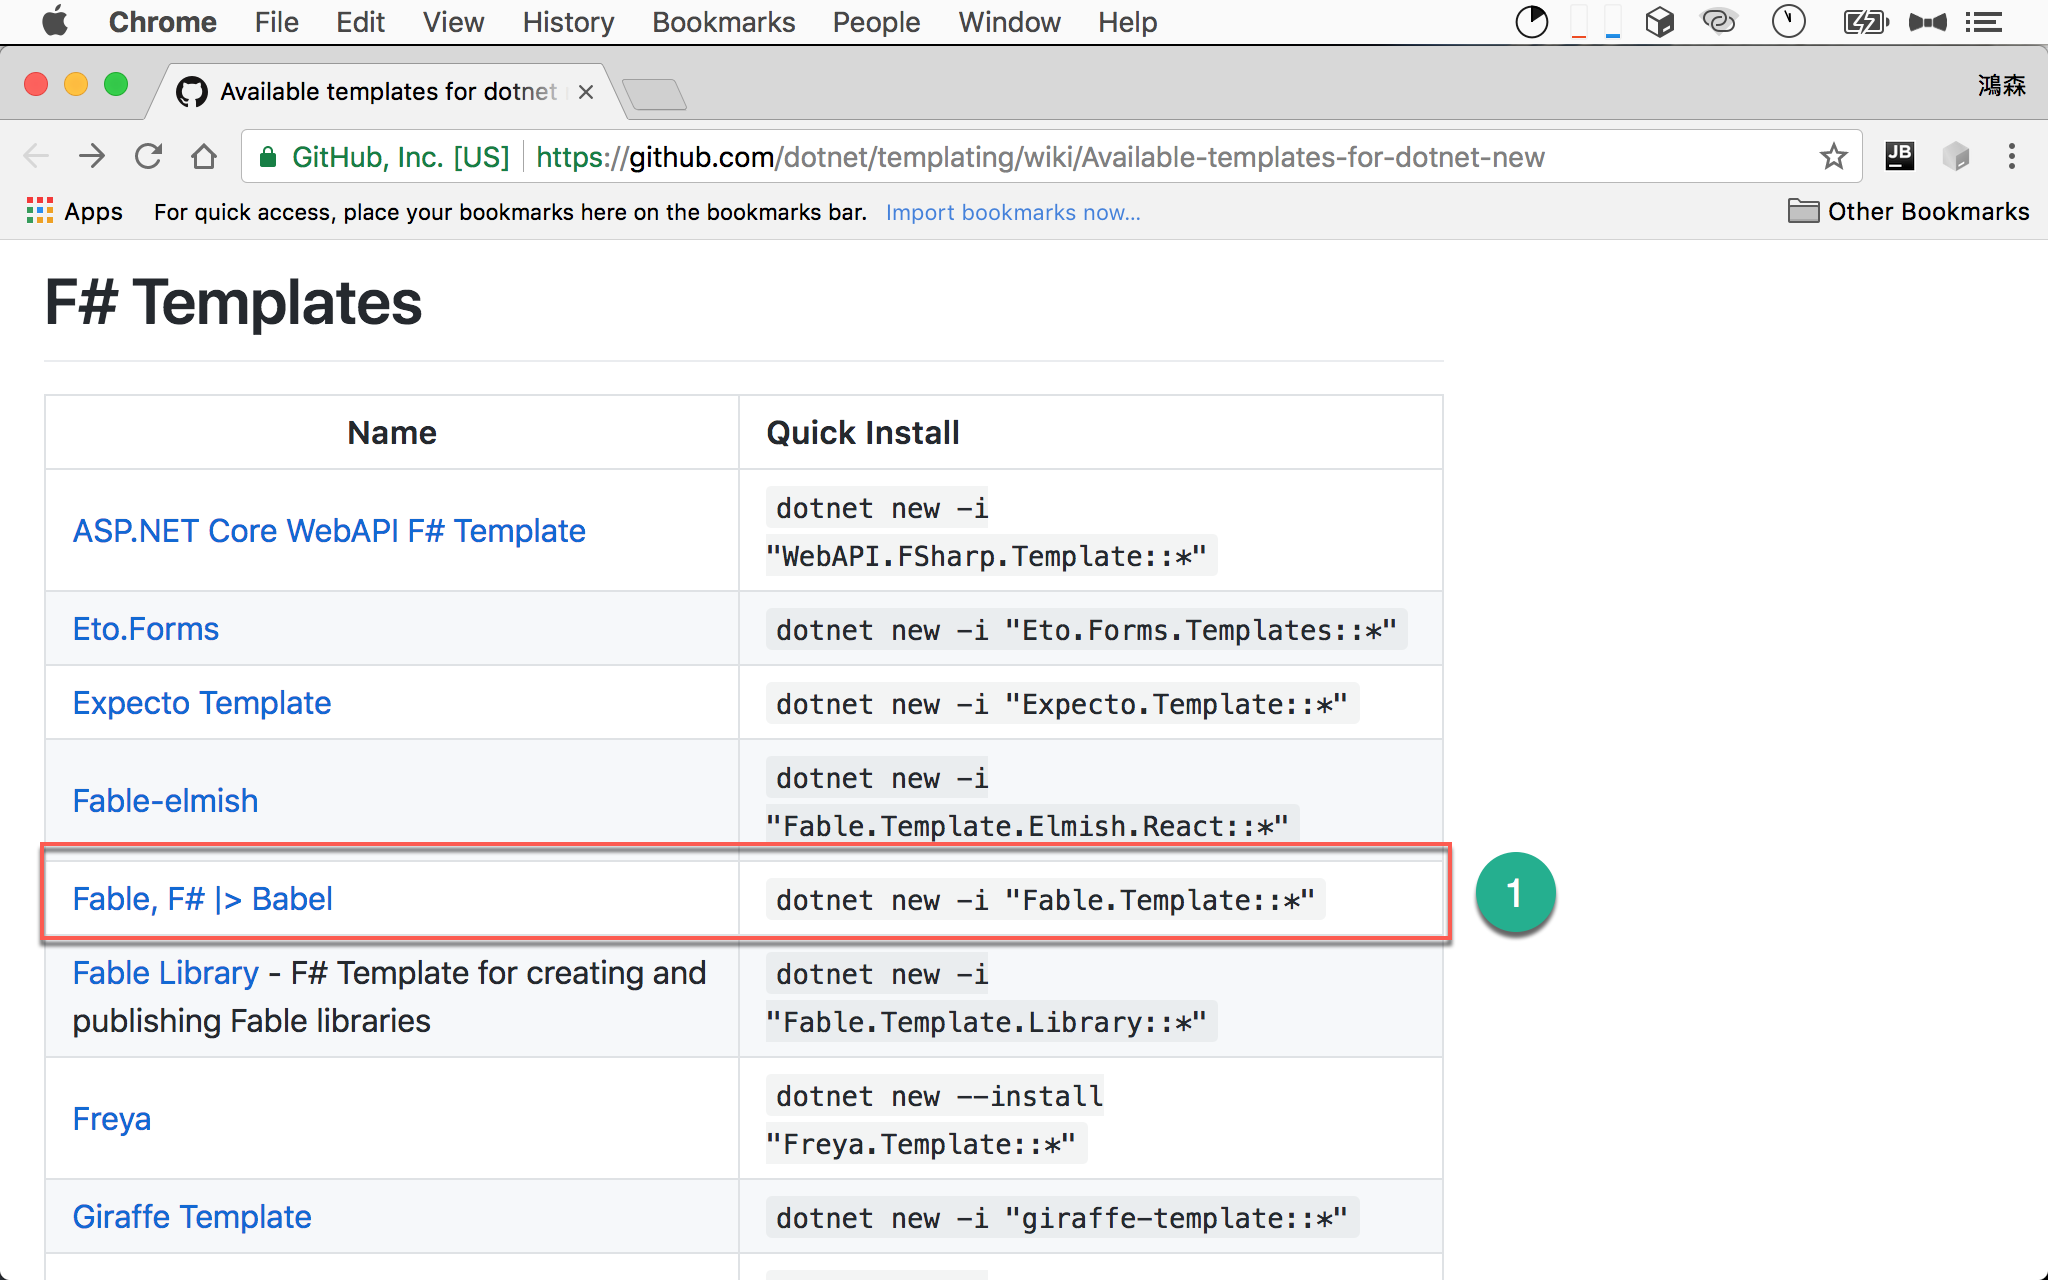 Chrome File Edit View History Bookmarks People Window Help
Available templates for dotnet
鴻森
GitHub, Inc. [US] https://github.com/dotnet/templating/wiki/Available-templates-for-dotnet-new
JB
Apps For quick access, place your bookmarks here on the bookmarks bar. Import bookmarks now... Other Bookmarks
F# Templates
Name Quick Install
ASP.NET Core WebAPI F# Template
dotnet new -i
"WebAPI.FSharp.Template::*"
Eto.Forms dotnet new -i "Eto.Forms.Templates::*"
Expecto Template dotnet new -i "Expecto.Template::*"
Fable-elmish
dotnet new -i
"Fable.Template.Elmish.React::*"
Fable, F# |> Babel dotnet new -i "Fable.Template::*"
1
Fable Library - F# Template for creating and
publishing Fable libraries
dotnet new -i
"Fable.Template.Library::*"
Freya
dotnet new --install
"Freya.Template::*"
Giraffe Template dotnet new -i "giraffe-template::*"